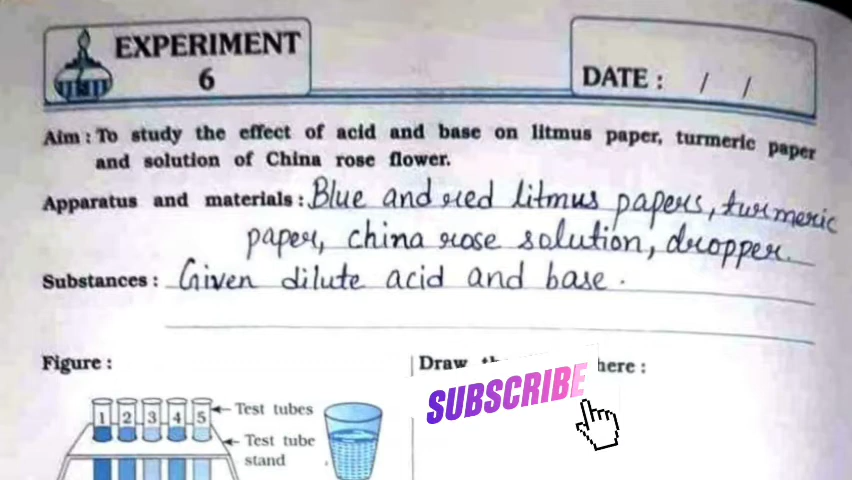 EXPERIMENT
6
DATE : / /
Aim : To study the effect of acid and base on litmus paper, turmeric paper
and solution of China rose flower.
Apparatus and materials : Blue and red litmus papers, turmeric
paper, china rose solution, dropper.
Substances : Given dilute acid and base.
Figure :
Draw here :
SUBSCRIBE
1 2 3 4 5
Test tubes
Test tube
stand